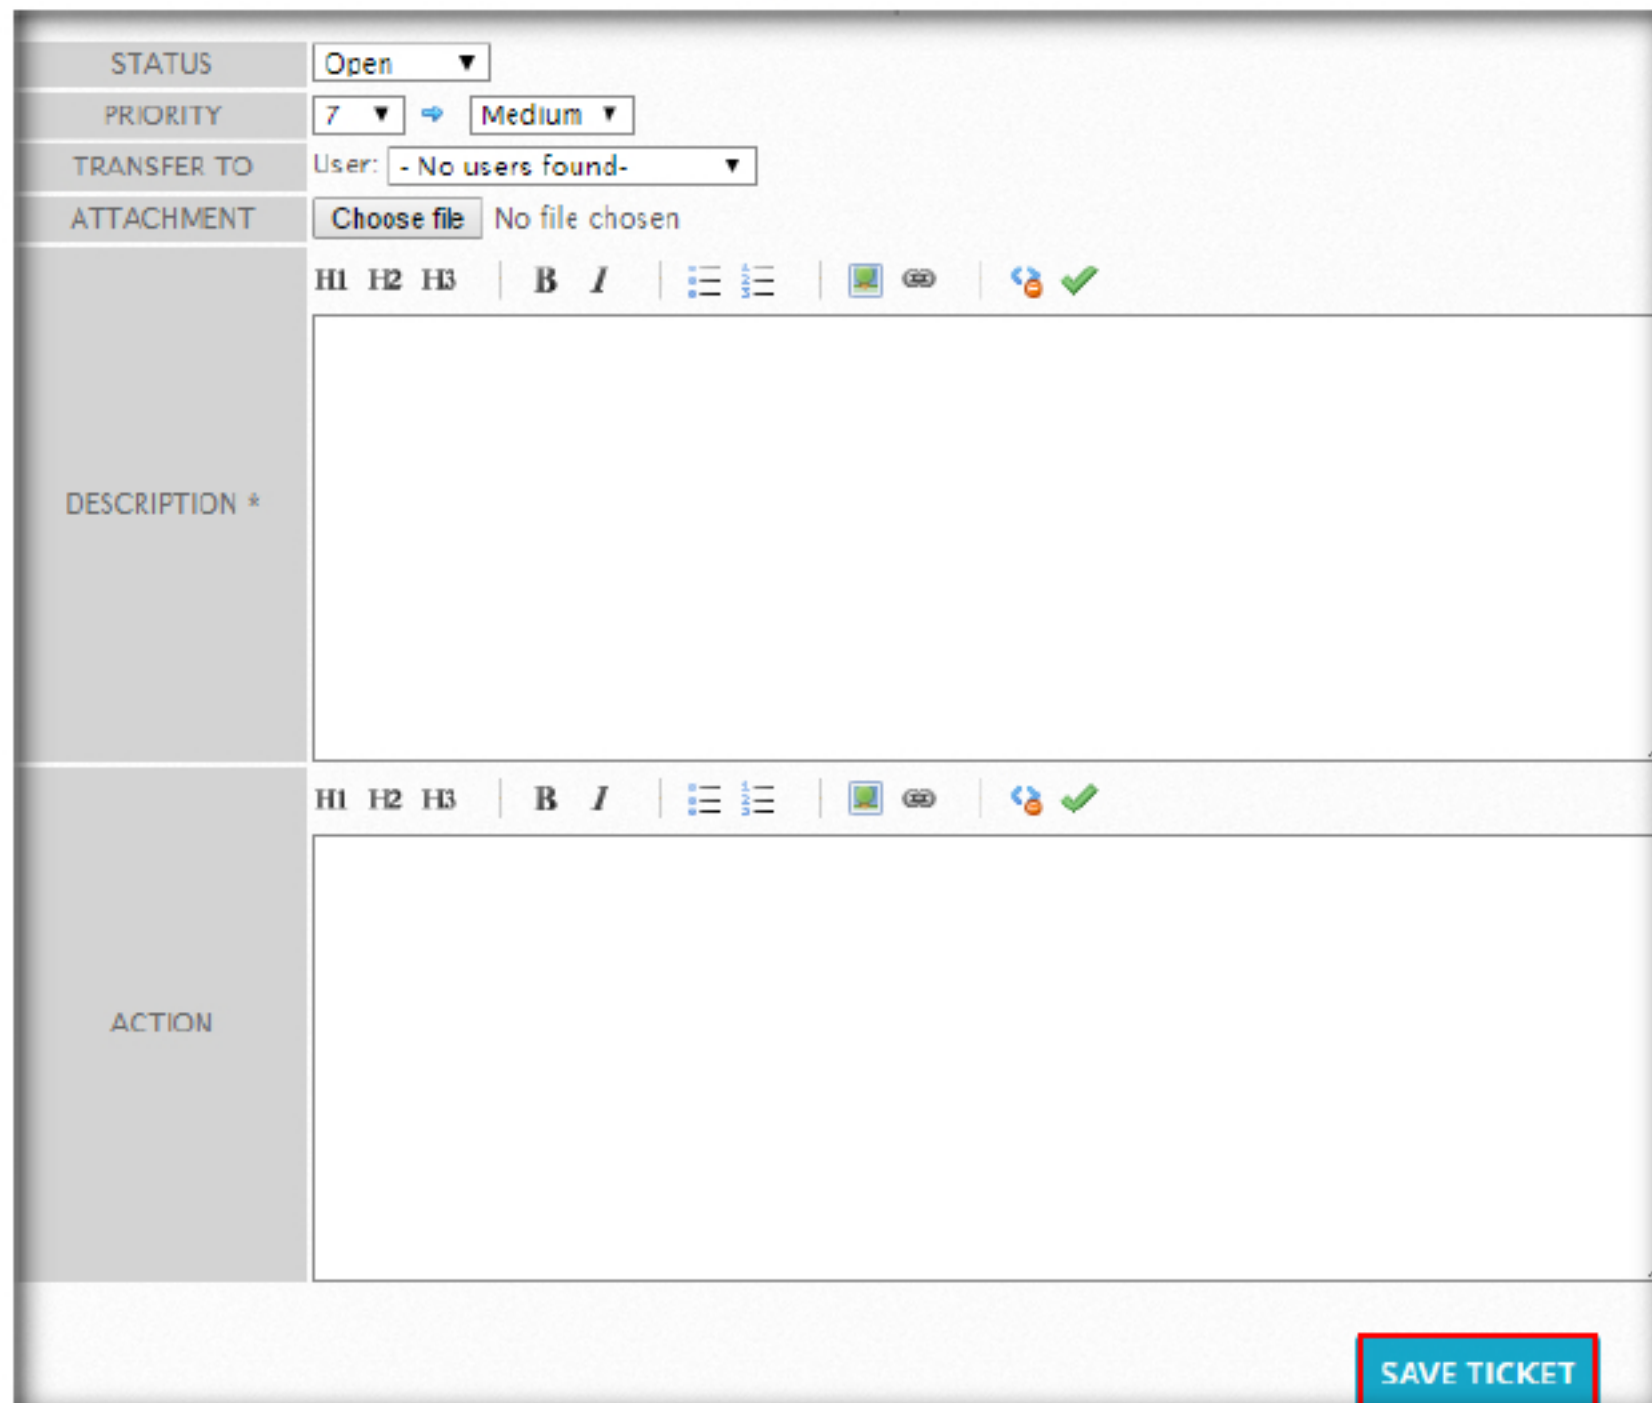 STATUS Open
PRIORITY 7 Medium
TRANSFER TO User: - No users found-
ATTACHMENT Choose file No file chosen
H1 H2 H3 B I
DESCRIPTION *
H1 H2 H3 B I
ACTION
SAVE TICKET